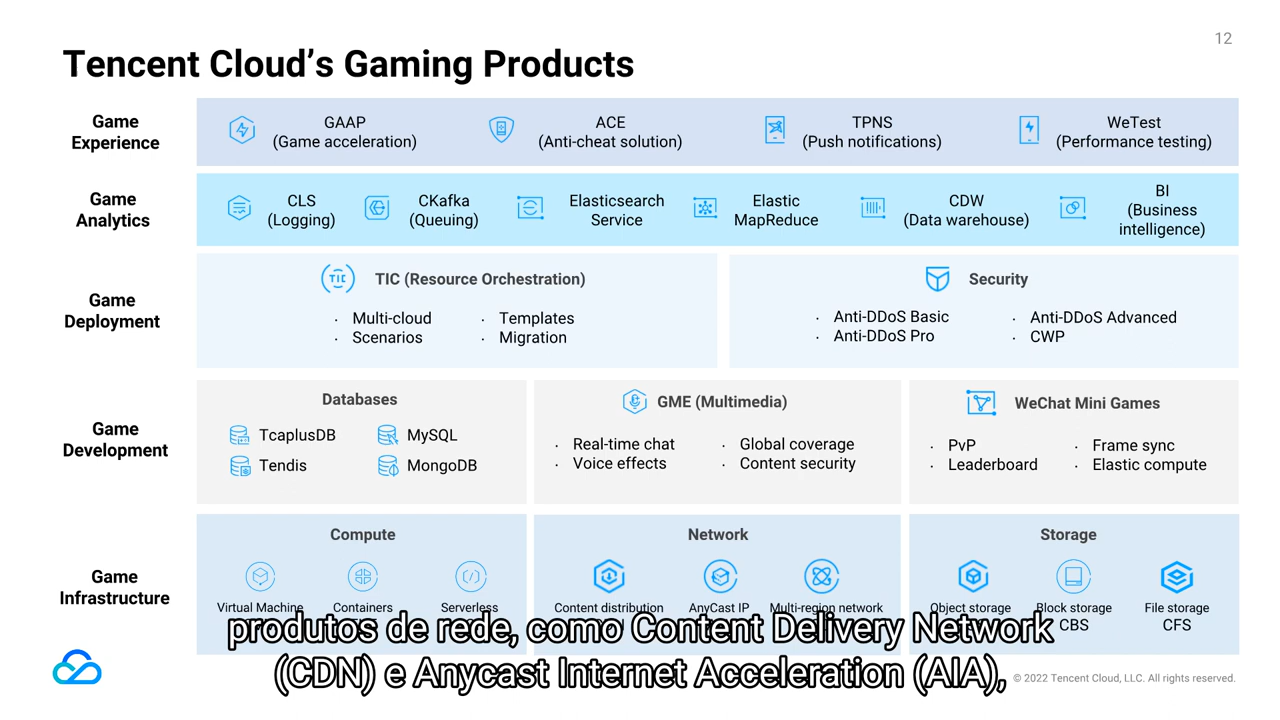 12
Tencent Cloud’s Gaming Products
Game
Experience
GAAP
(Game acceleration)
ACE
(Anti-cheat solution)
TPNS
(Push notifications)
WeTest
(Performance testing)
Game
Analytics
CLS
(Logging)
CKafka
(Queuing)
Elasticsearch
Service
Elastic
MapReduce
CDW
(Data warehouse)
BI
(Business
intelligence)
Game
Deployment
TIC
TIC (Resource Orchestration)
· Multi-cloud
· Scenarios
· Templates
· Migration
Security
· Anti-DDoS Basic
· Anti-DDoS Pro
· Anti-DDoS Advanced
· CWP
Game
Development
Databases
TcaplusDB
MySQL
Tendis
MongoDB
GME (Multimedia)
· Real-time chat
· Voice effects
· Global coverage
· Content security
WeChat Mini Games
· PvP
· Leaderboard
· Frame sync
· Elastic compute
Game
Infrastructure
Compute
Virtual Machine
Containers
Serverless
Network
Content distribution
AnyCast IP
Multi-region network
Storage
Object storage
Block storage
CBS
File storage
CFS
produtos de rede, como Content Delivery Network
(CDN) e Anycast Internet Acceleration (AIA),
© 2022 Tencent Cloud, LLC. All rights reserved.